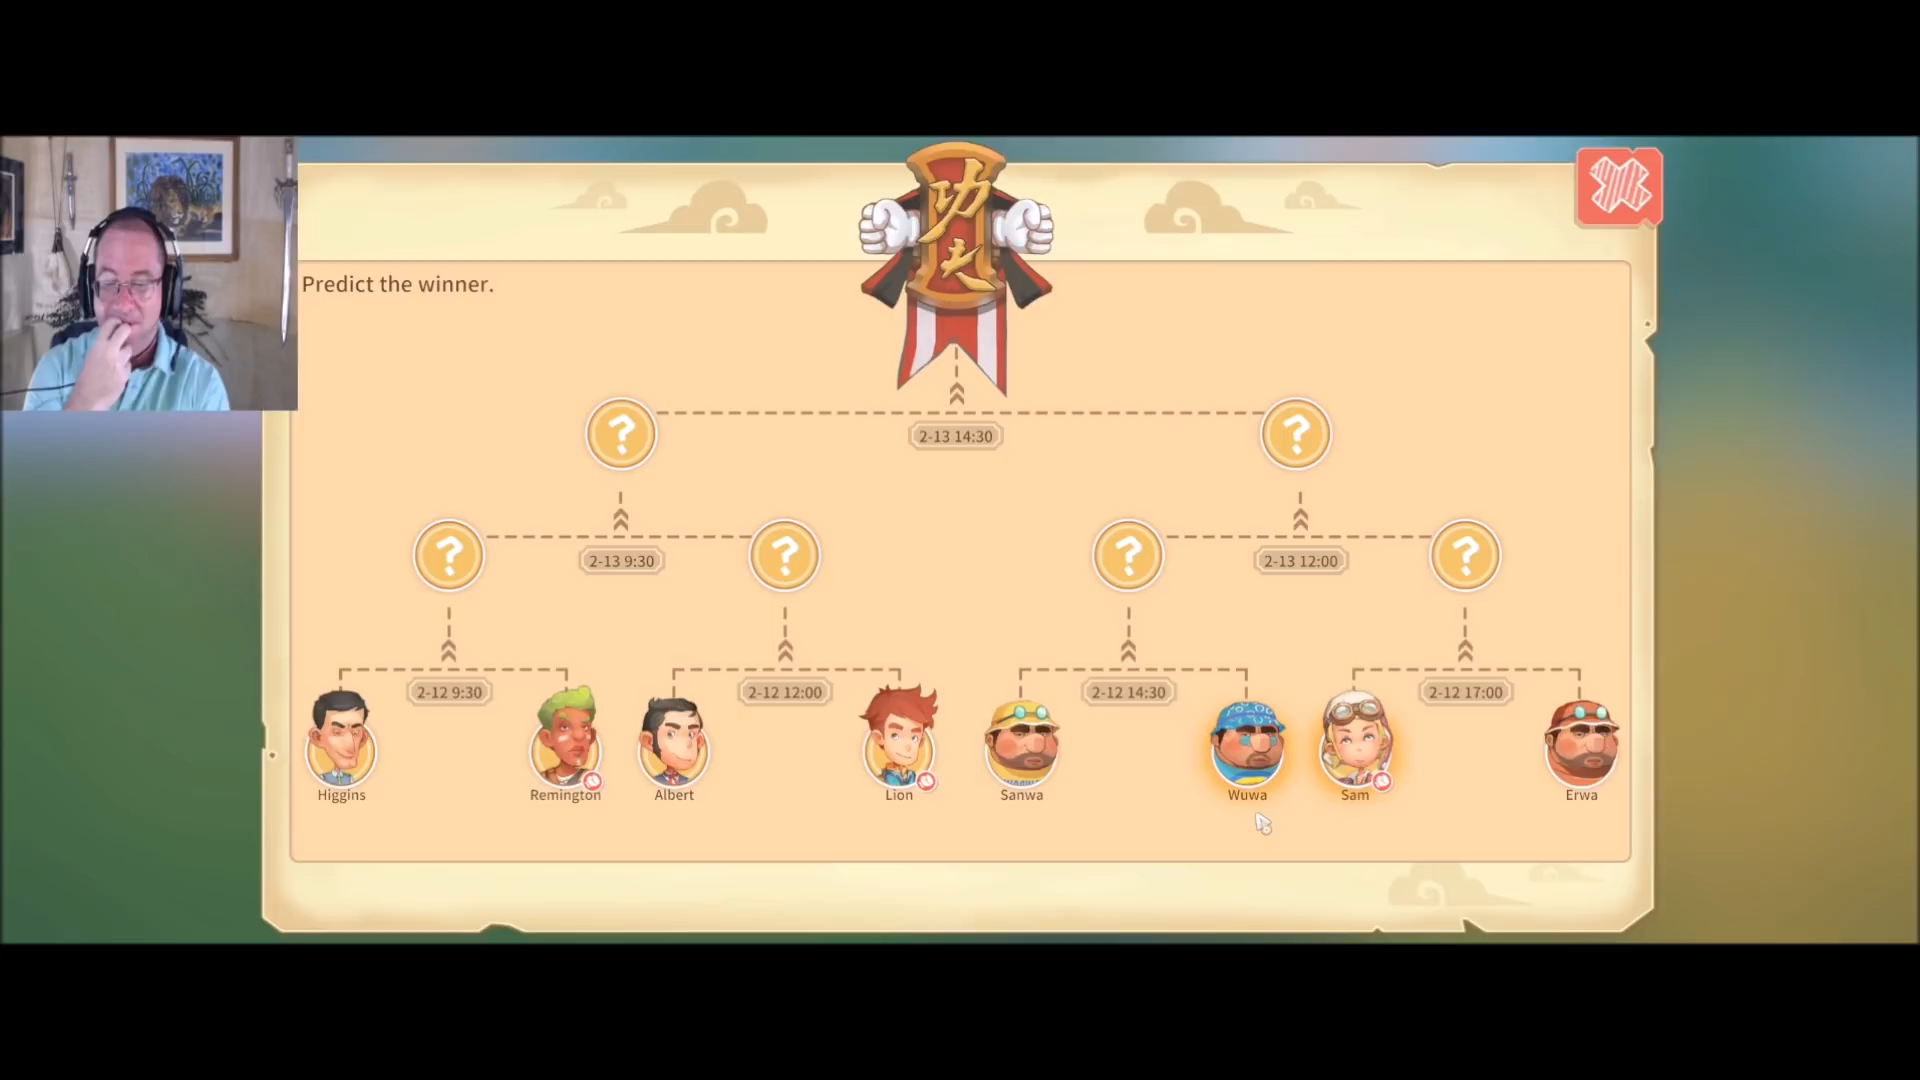 功
夫
Predict the winner.
2-13 14:30
?
?
2-13 9:30
2-13 12:00
?
?
?
?
2-12 9:30
2-12 12:00
2-12 14:30
2-12 17:00
Higgins
Remington
Albert
Lion
Sanwa
Wuwa
Sam
Erwa